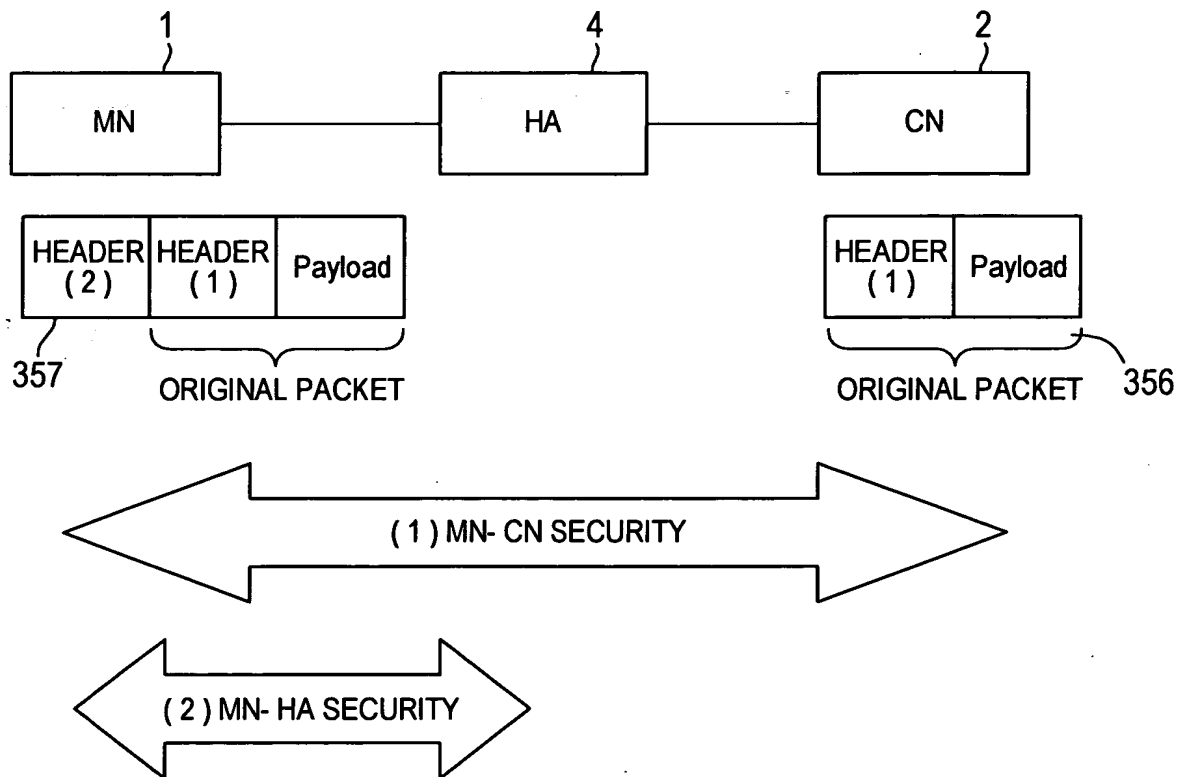 1
4
2
MN
HA
CN
HEADER
( 2 )
HEADER
( 1 )
Payload
HEADER
( 1 )
Payload
357
ORIGINAL PACKET
ORIGINAL PACKET
356
( 1 ) MN- CN SECURITY
( 2 ) MN- HA SECURITY